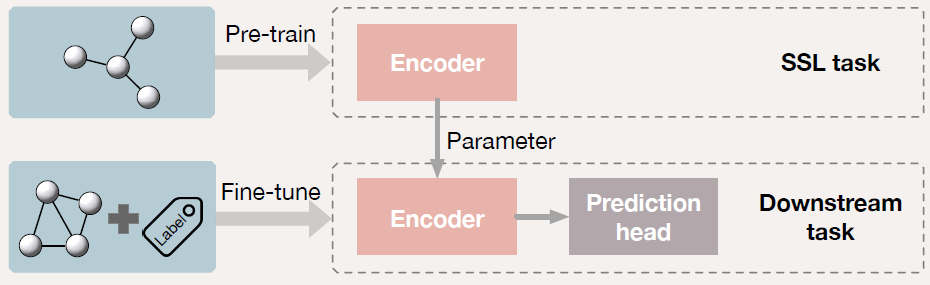 Pre-train
Encoder
SSL task
Parameter
Fine-tune
Label
Encoder
Prediction
head
Downstream
task